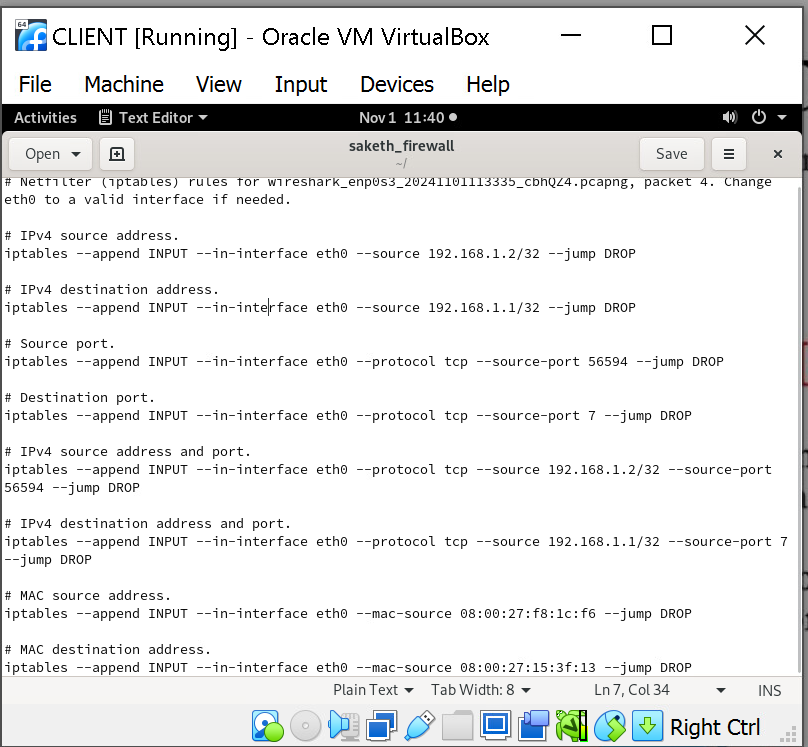 64
CLIENT [Running] - Oracle VM VirtualBox
File Machine View Input Devices Help
Activities Text Editor Nov 1 11:40
Open saketh_firewall Save
~/
# Netfilter (iptables) rules for wireshark_enp0s3_20241101113335_cbhQZ4.pcapng, packet 4. Change
eth0 to a valid interface if needed.
# IPv4 source address.
iptables --append INPUT --in-interface eth0 --source 192.168.1.2/32 --jump DROP
# IPv4 destination address.
iptables --append INPUT --in-interface eth0 --source 192.168.1.1/32 --jump DROP
# Source port.
iptables --append INPUT --in-interface eth0 --protocol tcp --source-port 56594 --jump DROP
# Destination port.
iptables --append INPUT --in-interface eth0 --protocol tcp --source-port 7 --jump DROP
# IPv4 source address and port.
iptables --append INPUT --in-interface eth0 --protocol tcp --source 192.168.1.2/32 --source-port
56594 --jump DROP
# IPv4 destination address and port.
iptables --append INPUT --in-interface eth0 --protocol tcp --source 192.168.1.1/32 --source-port 7
--jump DROP
# MAC source address.
iptables --append INPUT --in-interface eth0 --mac-source 08:00:27:f8:1c:f6 --jump DROP
# MAC destination address.
iptables --append INPUT --in-interface eth0 --mac-source 08:00:27:15:3f:13 --jump DROP
Plain Text Tab Width: 8 Ln 7, Col 34 INS
Right Ctrl